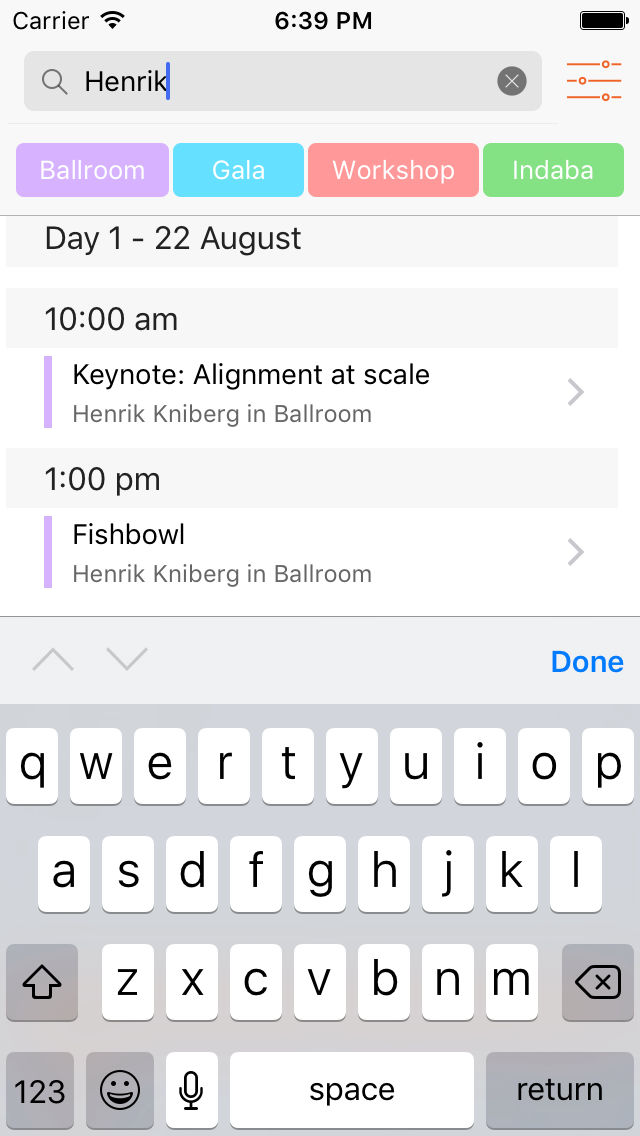 Carrier 6:39 PM
Henrik
Ballroom Gala Workshop Indaba
Day 1 - 22 August
10:00 am
Keynote: Alignment at scale
Henrik Kniberg in Ballroom
1:00 pm
Fishbowl
Henrik Kniberg in Ballroom
Done
q w e r t y u i o p
a s d f g h j k l
z x c v b n m
123 space return